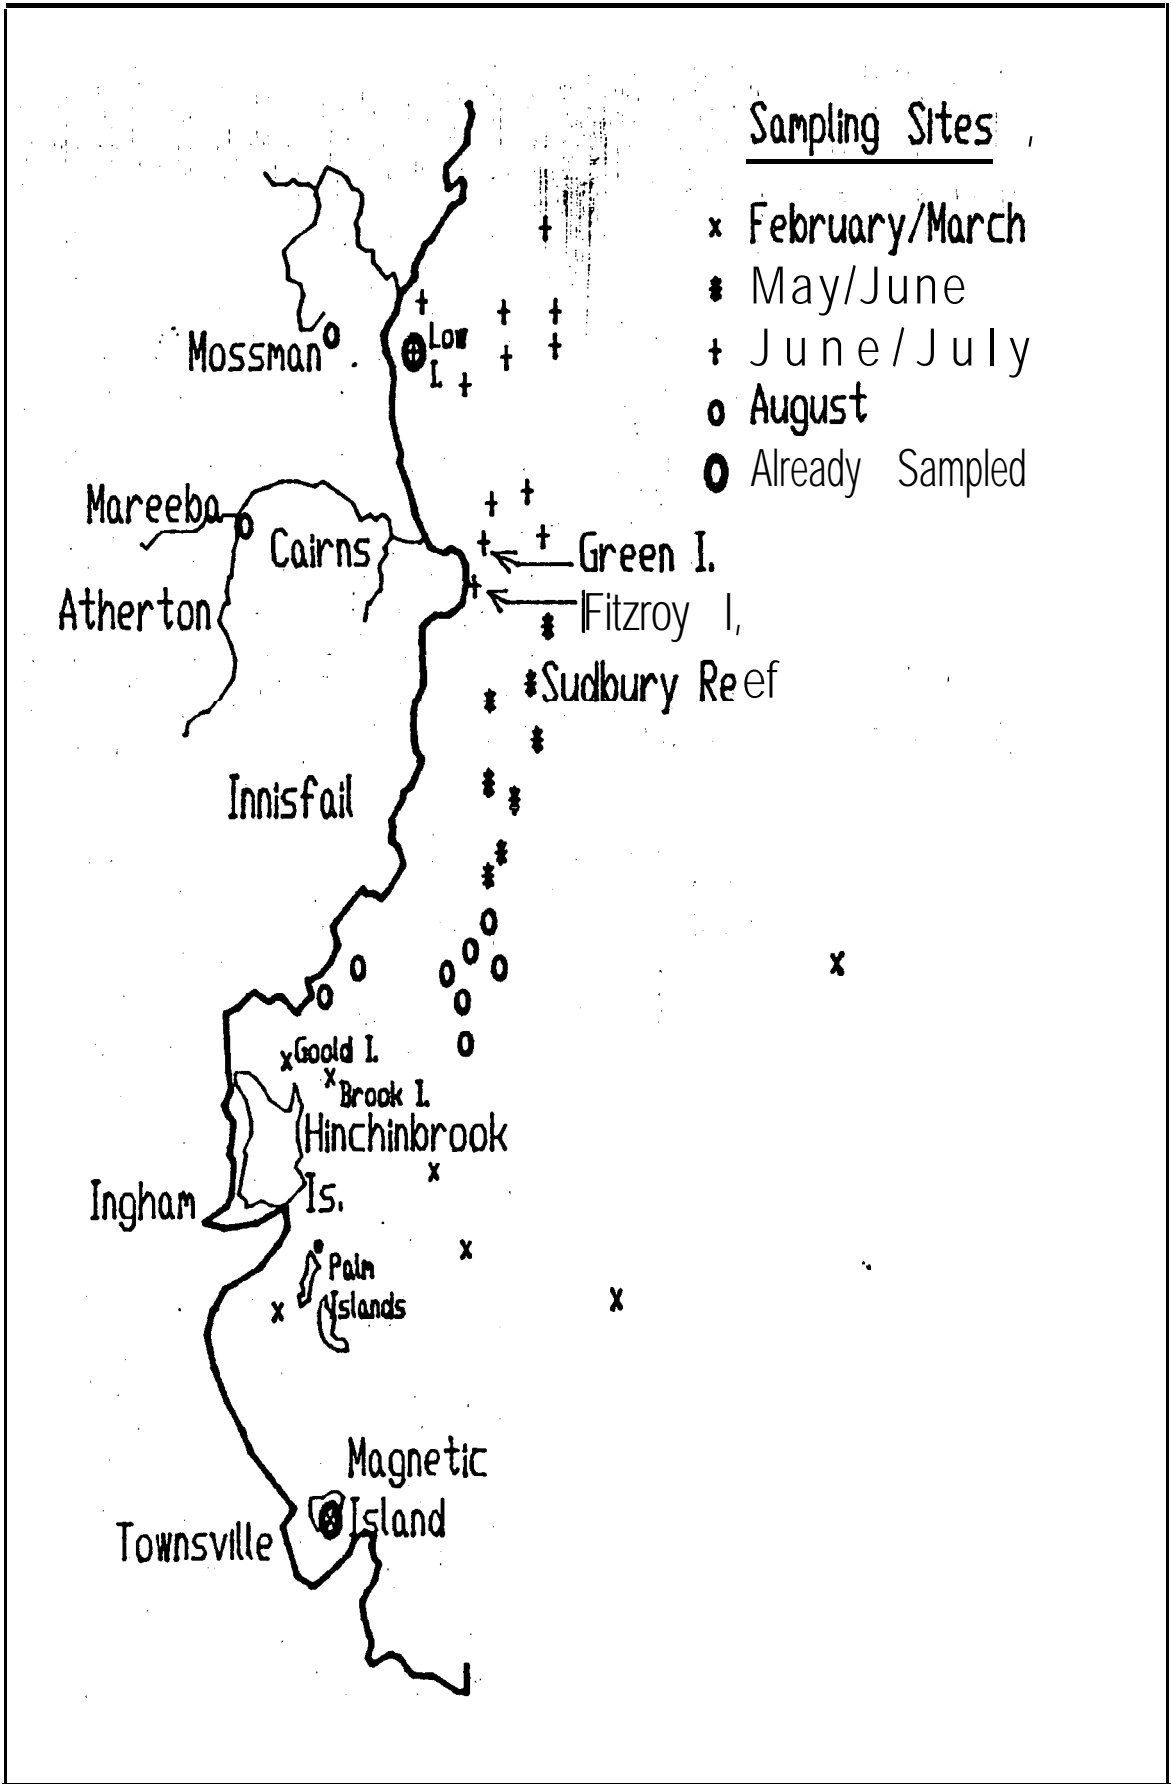 Sampling Sites
x February/March
May/June
June/July
August
Already Sampled
Mossman
Low
I.
Mareeba
Cairns
Green I.
Atherton
Fitzroy I,
Sudbury Reef
Innisfail
Goold I.
Brook I.
Hinchinbrook
Is.
Ingham
Palm
Islands
Magnetic
Island
Townsville